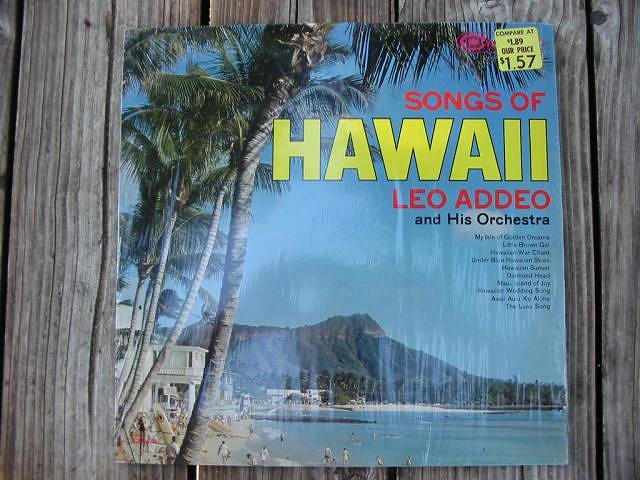 COMPARE AT
$1.89
OUR PRICE
$1.57
SONGS OF
HAWAII
LEO ADDEO
and His Orchestra
My Isle of Golden Dreams
Little Brown Gal
Hawaiian War Chant
Under Blue Hawaiian Skies
Hawaiian Sunset
Diamond Head
Maui, Island of Joy
Hawaiian Wedding Song
The Luau Song